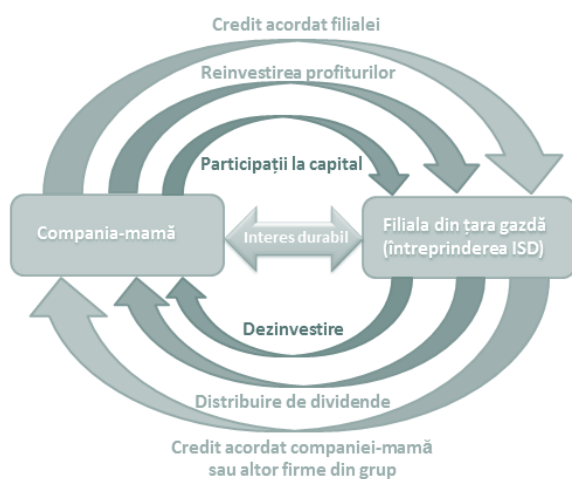 Credit acordat filialei
Reinvestirea profiturilor
Participații la capital
Compania-mamă
Interes durabil
Filiala din țara gazdă
(întreprinderea ISD)
Dezinvestire
Distribuire de dividende
Credit acordat companiei-mamă
sau altor firme din grup